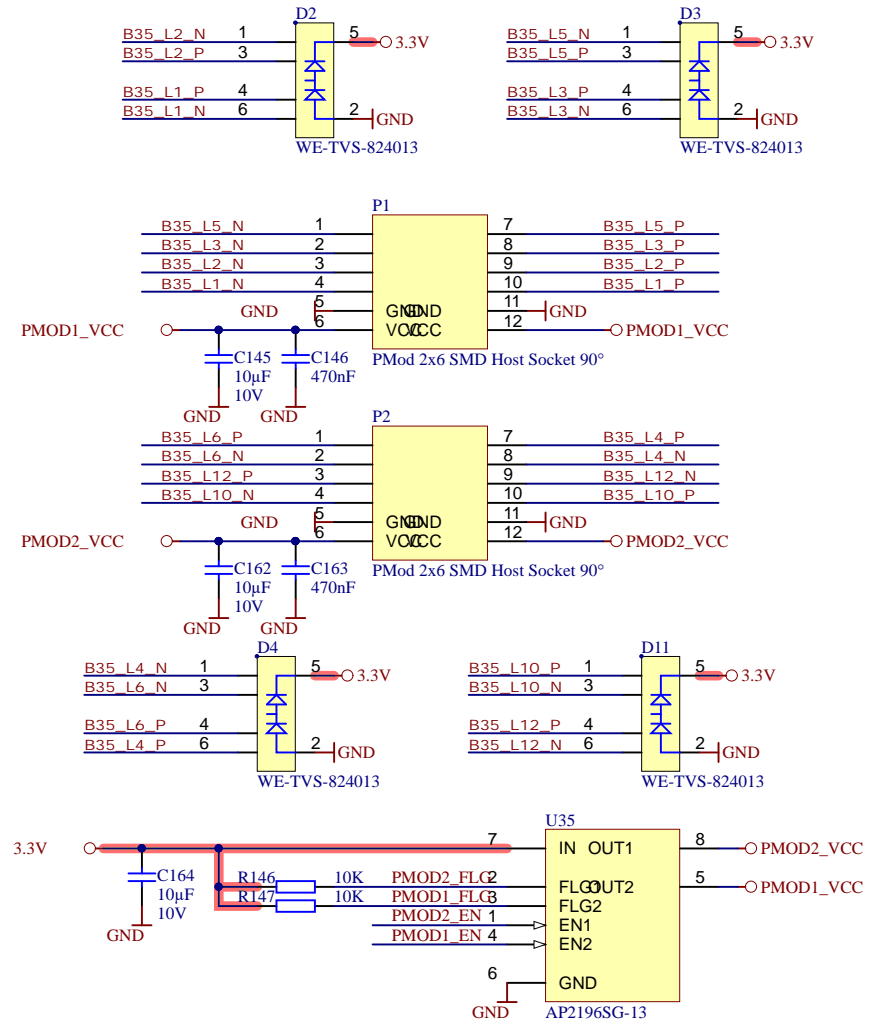 D2
B35_L2_N 1 5 3.3V
B35_L2_P 3
B35_L1_P 4
B35_L1_N 6 2 GND
WE-TVS-824013
D3
B35_L5_N 1 5 3.3V
B35_L5_P 3
B35_L3_P 4
B35_L3_N 6 2 GND
WE-TVS-824013
P1
B35_L5_N 1 7 B35_L5_P
B35_L3_N 2 8 B35_L3_P
B35_L2_N 3 9 B35_L2_P
B35_L1_N 4 10 B35_L1_P
GND 5 GND GND 11 GND
PMOD1_VCC 6 VCC VCC 12 PMOD1_VCC
PMod 2x6 SMD Host Socket 90°
C145 C146
10µF 470nF
10V
GND GND
P2
B35_L6_P 1 7 B35_L4_P
B35_L6_N 2 8 B35_L4_N
B35_L12_P 3 9 B35_L12_N
B35_L10_N 4 10 B35_L10_P
GND 5 GND GND 11 GND
PMOD2_VCC 6 VCC VCC 12 PMOD2_VCC
PMod 2x6 SMD Host Socket 90°
C162 C163
10µF 470nF
10V
GND GND
D4
B35_L4_N 1 5 3.3V
B35_L6_N 3
B35_L6_P 4
B35_L4_P 6 2 GND
WE-TVS-824013
D11
B35_L10_P 1 5 3.3V
B35_L10_N 3
B35_L12_P 4
B35_L12_N 6 2 GND
WE-TVS-824013
U35
3.3V 7 IN OUT1 8 PMOD2_VCC
C164
10µF
10V
GND
R146 10K PMOD2_FLG 2 FLG1 OUT2 5 PMOD1_VCC
R147 10K PMOD1_FLG 3 FLG2
PMOD2_EN 1 EN1
PMOD1_EN 4 EN2
6 GND
GND
AP2196SG-13